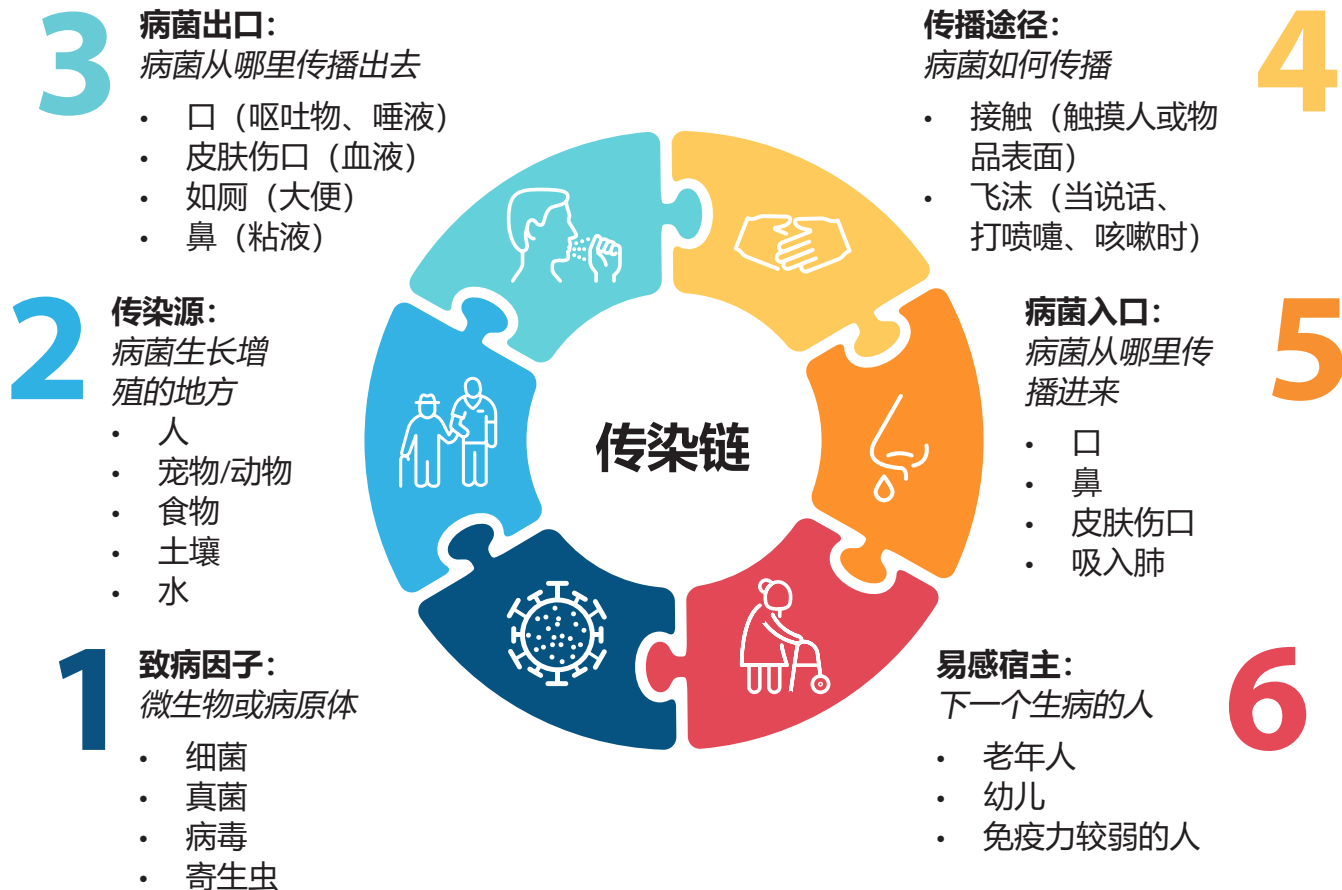 3
病菌出口：
病菌从哪里传播出去
• 口（呕吐物、唾液）
• 皮肤伤口（血液）
• 如厕（大便）
• 鼻（粘液）
4
传播途径：
病菌如何传播
• 接触（触摸人或物
品表面）
• 飞沫（当说话、
打喷嚏、咳嗽时）
2
传染源：
病菌生长增
殖的地方
• 人
• 宠物/动物
• 食物
• 土壤
• 水
传染链
5
病菌入口：
病菌从哪里传
播进来
• 口
• 鼻
• 皮肤伤口
• 吸入肺
1
致病因子：
微生物或病原体
• 细菌
• 真菌
• 病毒
• 寄生虫
6
易感宿主：
下一个生病的人
• 老年人
• 幼儿
• 免疫力较弱的人